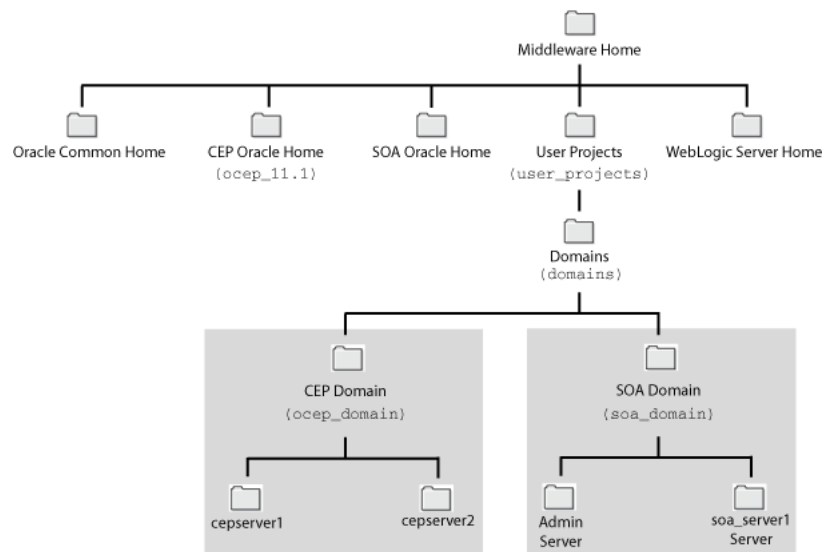 Middleware Home
Oracle Common Home
CEP Oracle Home
(ocep_11.1)
SOA Oracle Home
User Projects
(user_projects)
WebLogic Server Home
Domains
(domains)
CEP Domain
(ocep_domain)
SOA Domain
(soa_domain)
cepserver1
cepserver2
Admin
Server
soa_server1
Server